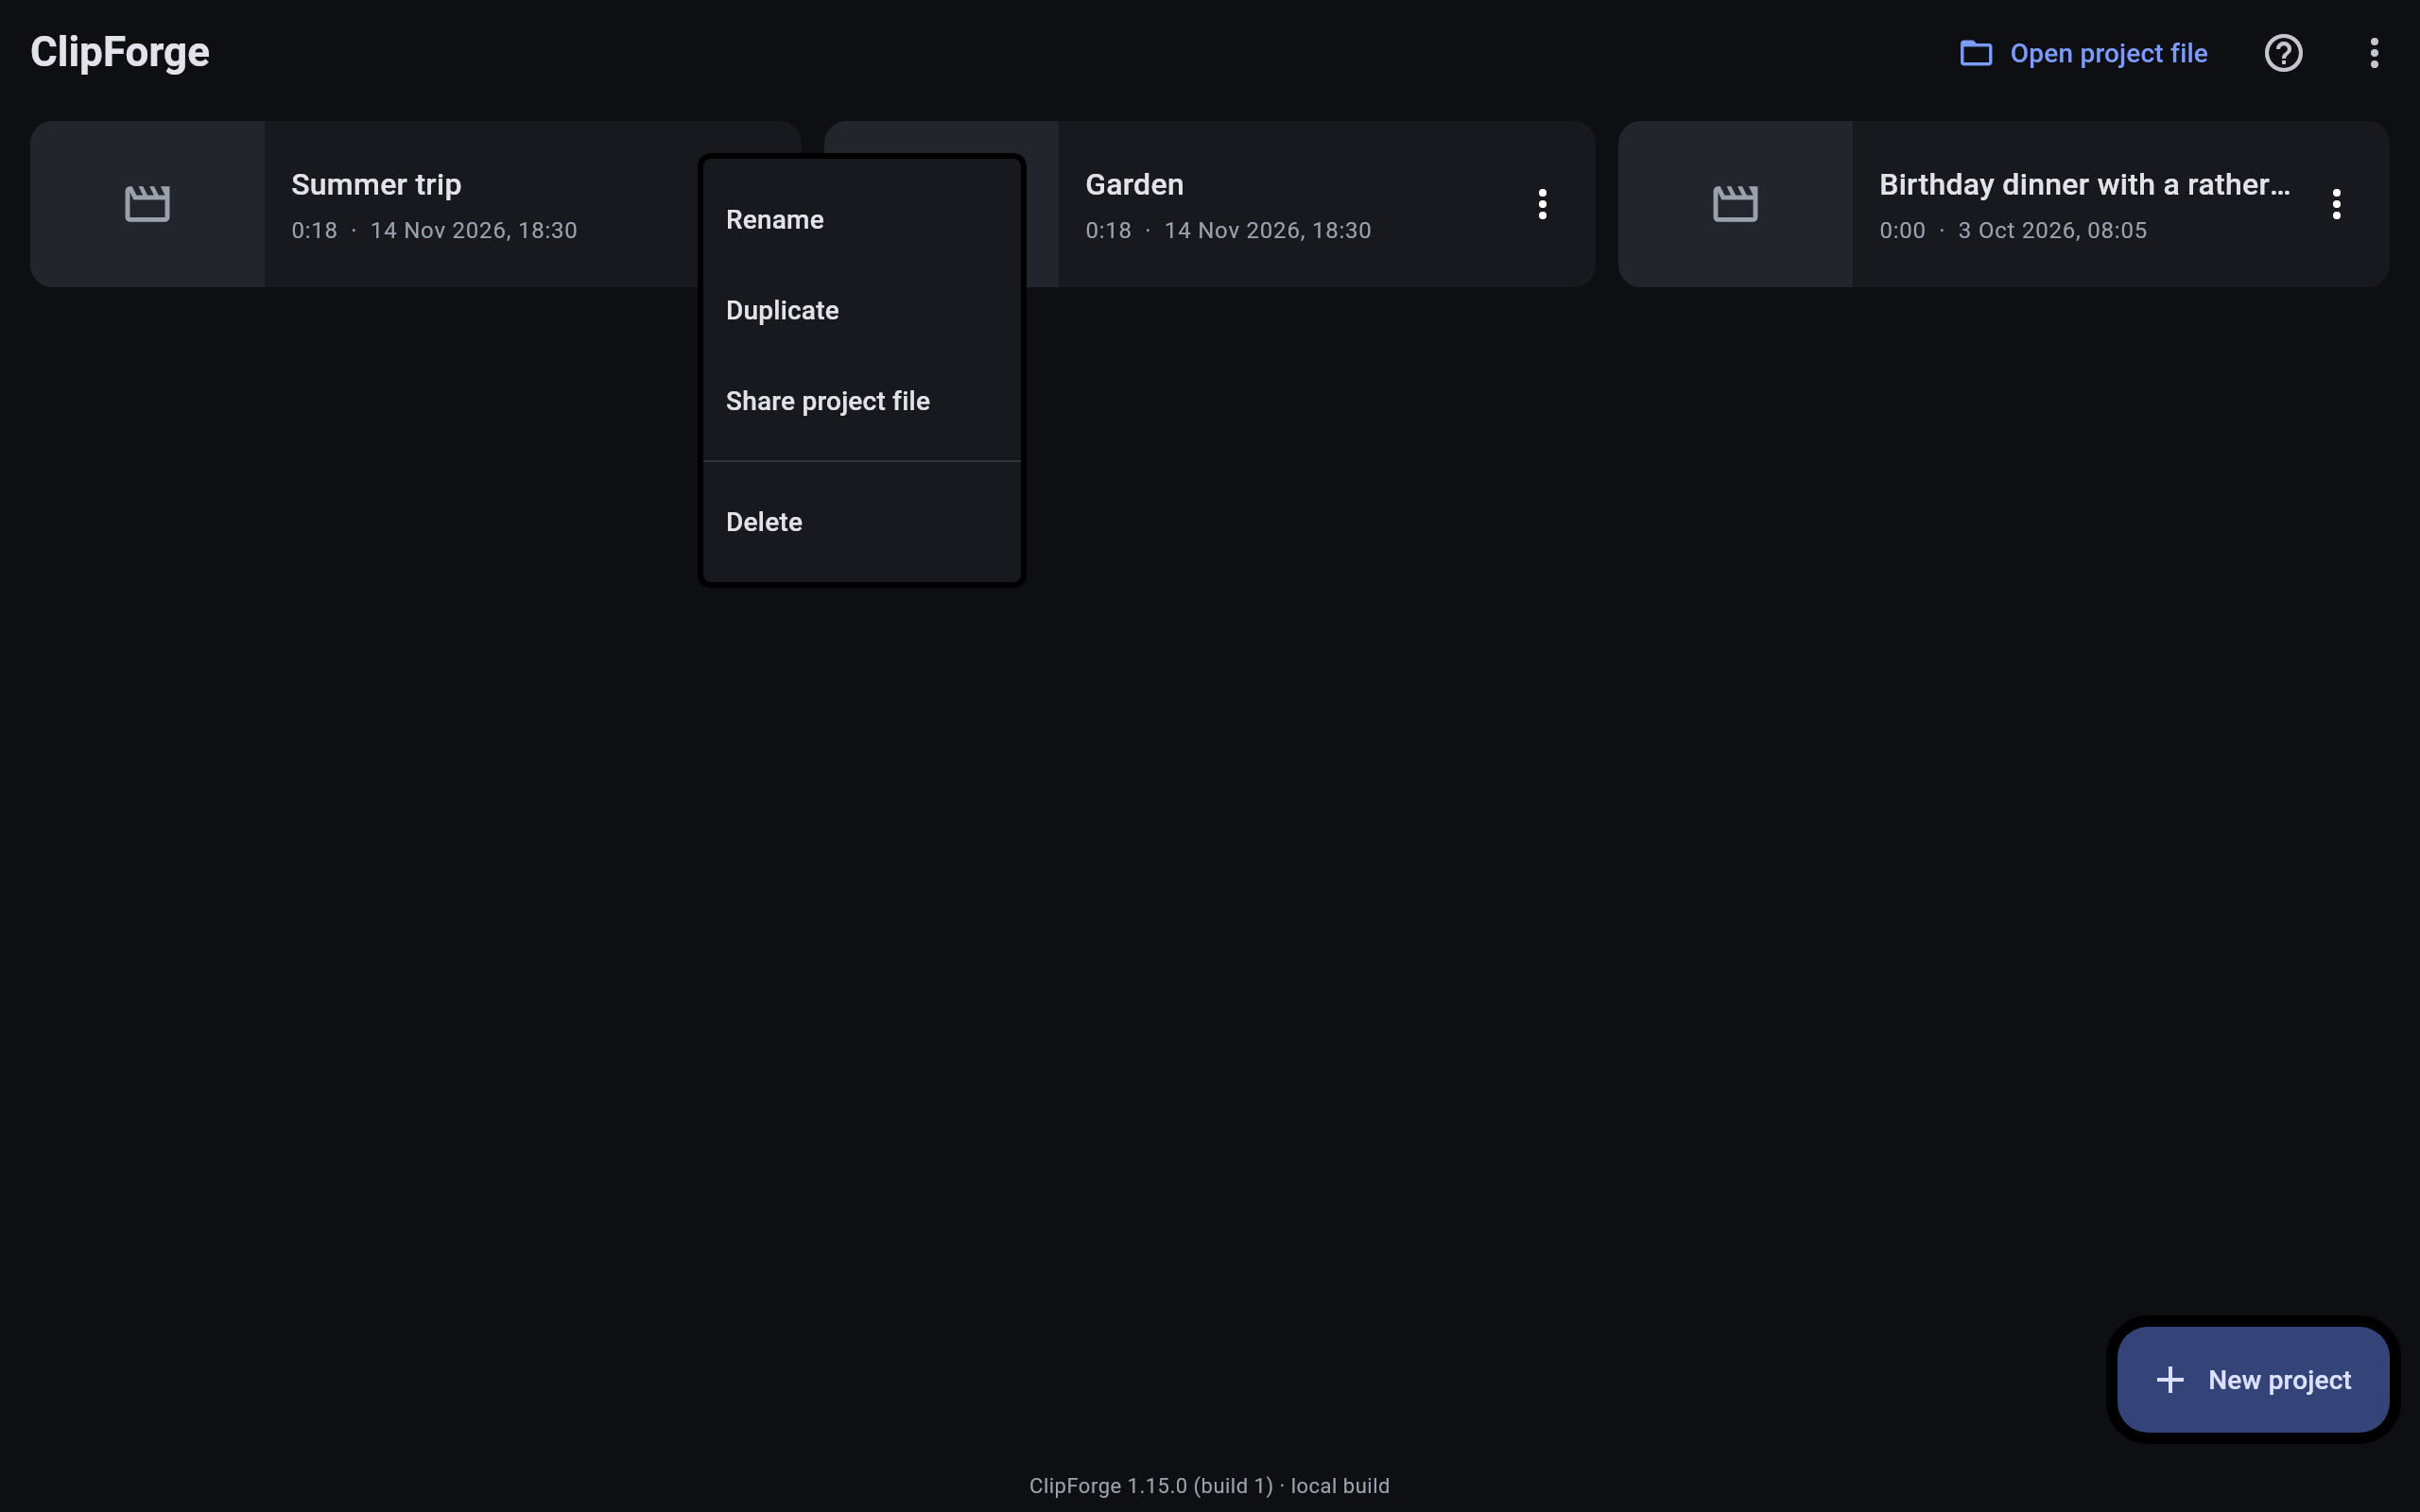 ClipForge
Open project file
Summer trip
0:18 · 14 Nov 2026, 18:30
Rename
Duplicate
Share project file
Delete
Garden
0:18 · 14 Nov 2026, 18:30
Birthday dinner with a rather…
0:00 · 3 Oct 2026, 08:05
New project
ClipForge 1.15.0 (build 1) · local build